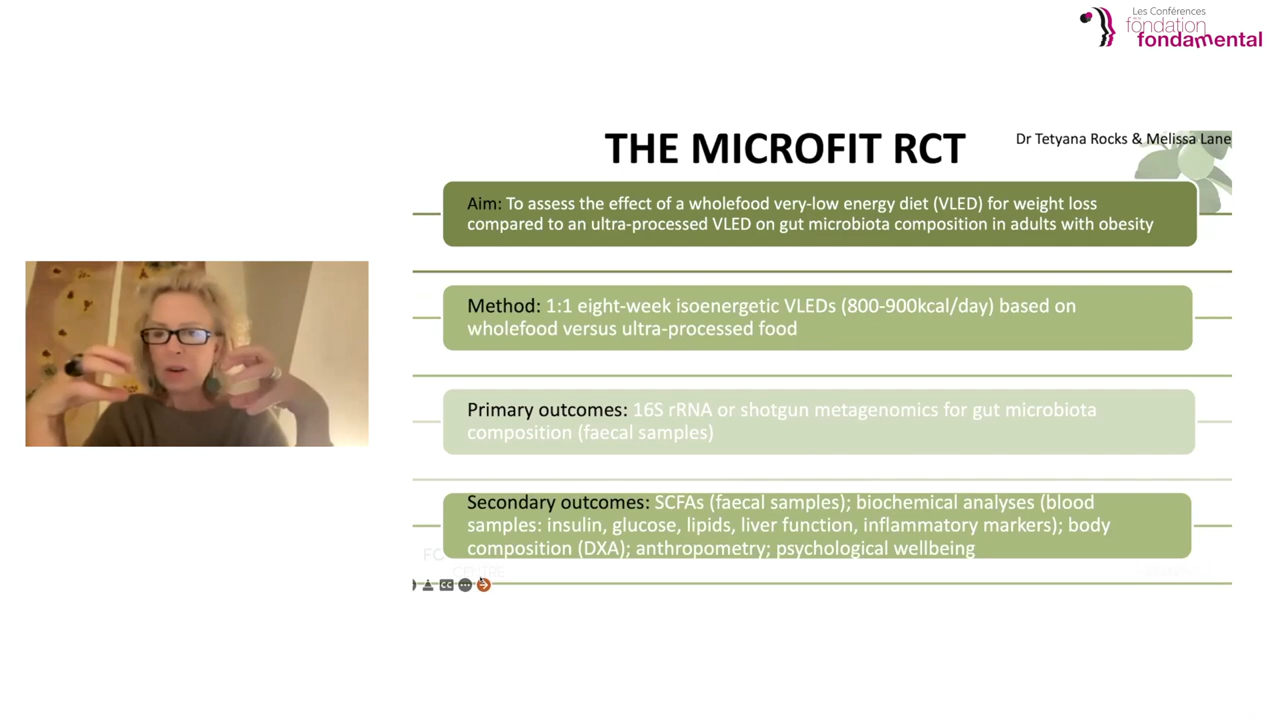 Les Conférences
de la
fondation
fondamental
THE MICROFIT RCT
Dr Tetyana Rocks & Melissa Lane
Aim: To assess the effect of a wholefood very-low energy diet (VLED) for weight loss
compared to an ultra-processed VLED on gut microbiota composition in adults with obesity
Method: 1:1 eight-week isoenergetic VLEDs (800-900kcal/day) based on
wholefood versus ultra-processed food
Primary outcomes: 16S rRNA or shotgun metagenomics for gut microbiota
composition (faecal samples)
Secondary outcomes: SCFAs (faecal samples); biochemical analyses (blood
samples: insulin, glucose, lipids, liver function, inflammatory markers); body
composition (DXA); anthropometry; psychological wellbeing
CC